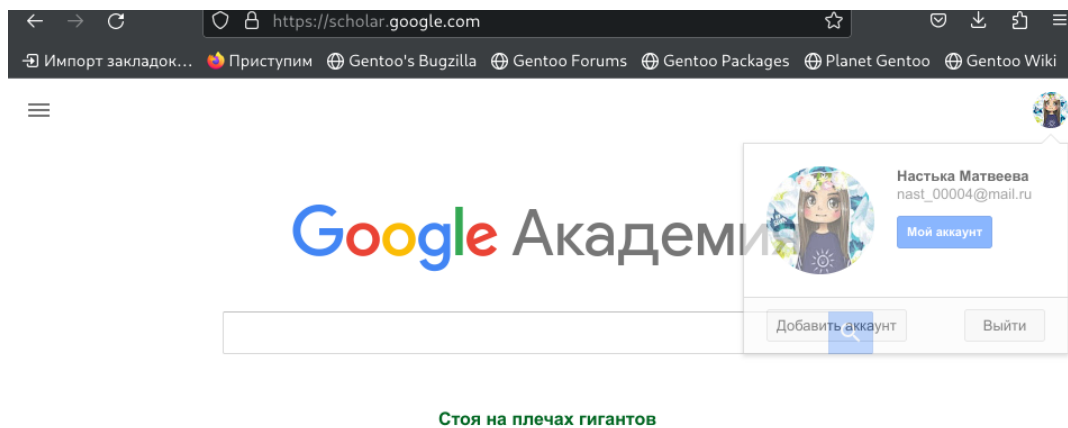 https://scholar.google.com
Импорт закладок... Приступим Gentoo's Bugzilla Gentoo Forums Gentoo Packages Planet Gentoo Gentoo Wiki
Настька Матвеева
nast_00004@mail.ru
Мой аккаунт
Google Академия
Добавить аккаунт Выйти
Стоя на плечах гигантов